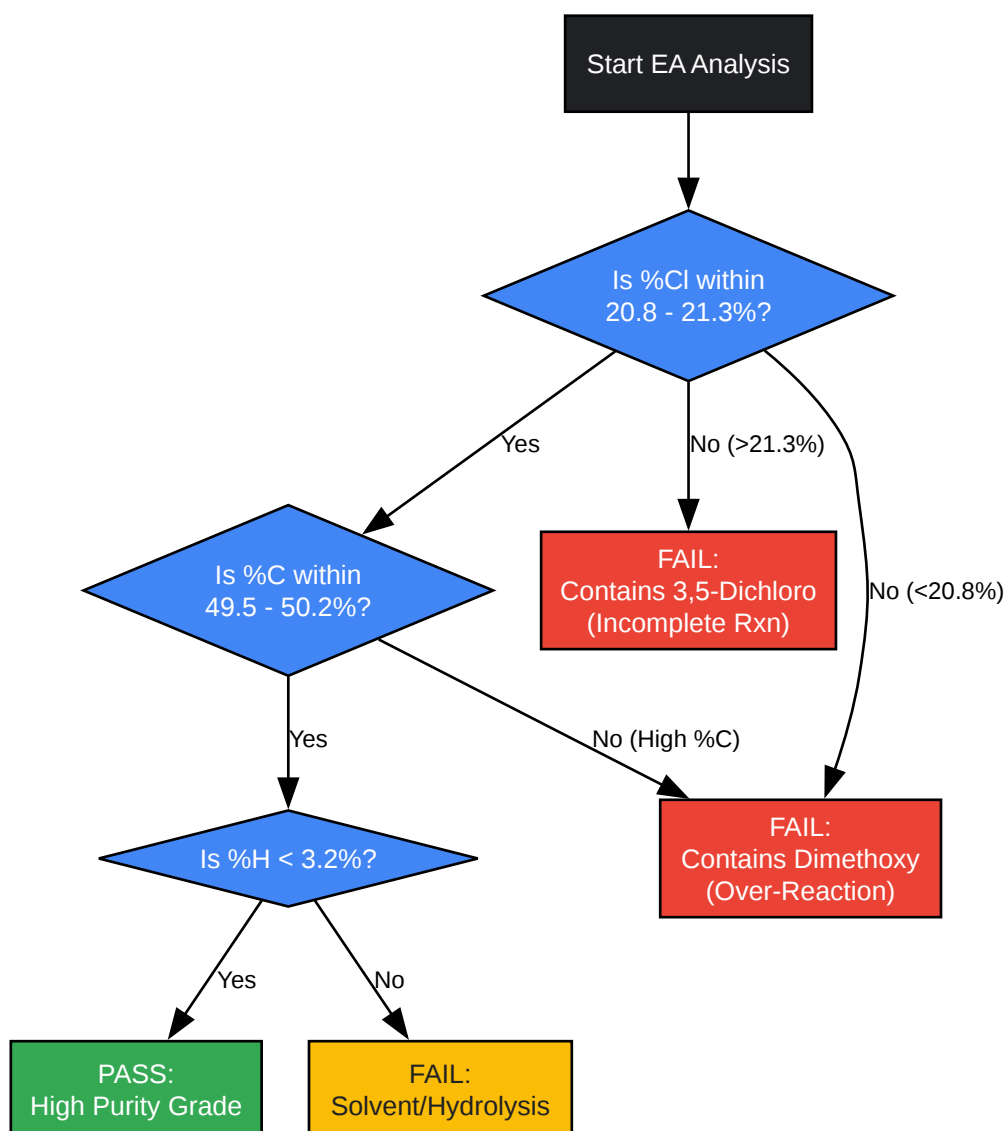 Start EA Analysis
Is %Cl within
20.8 - 21.3%?
Yes
No (>21.3%)
No (<20.8%)
Is %C within
49.5 - 50.2%?
FAIL:
Contains 3,5-Dichloro
(Incomplete Rxn)
Yes
No (High %C)
Is %H < 3.2%?
FAIL:
Contains Dimethoxy
(Over-Reaction)
Yes
No
PASS:
High Purity Grade
FAIL:
Solvent/Hydrolysis